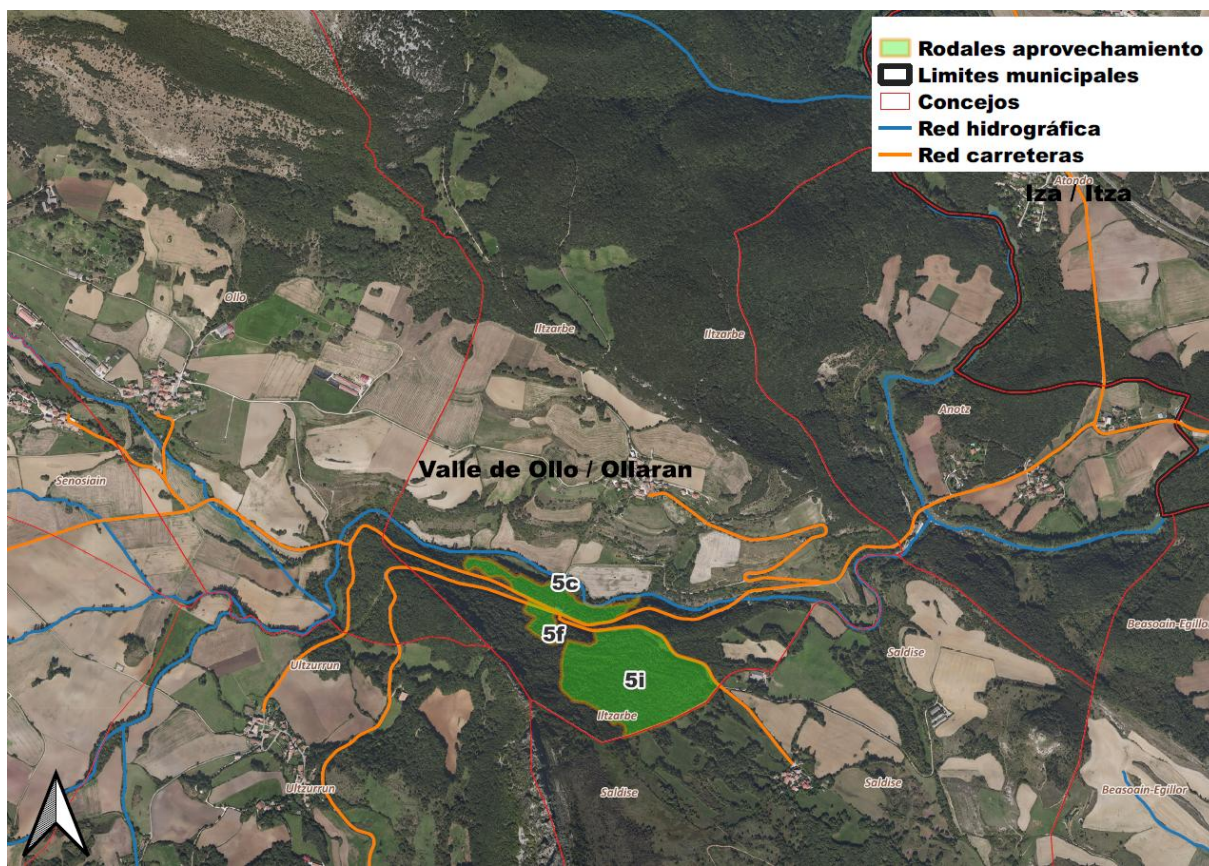 Rodales aprovechamiento
Limites municipales
Concejos
Red hidrográfica
Red carreteras
Atondo
Iza / Itza
Ollo
Iltzarbe
Iltzarbe
Anotz
Valle de Ollo / Ollaran
Senosiain
5c
5f
Beasoain-Egillor
Saldise
Ultzurrun
5i
Iltzarbe
Ultzurrun
Saldise
Saldise
Beasoain-Egillor